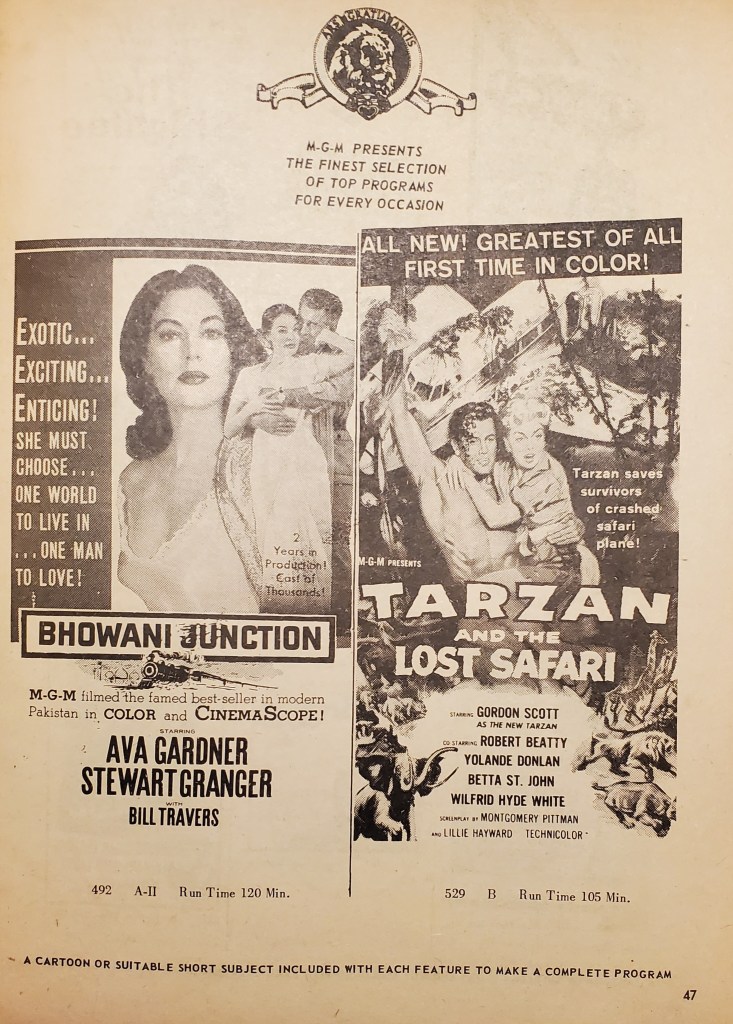 ARS GRATIA ARTIS
M-G-M PRESENTS
THE FINEST SELECTION
OF TOP PROGRAMS
FOR EVERY OCCASION
EXOTIC...
EXCITING...
ENTICING!
SHE MUST
CHOOSE...
ONE WORLD
TO LIVE IN
...ONE MAN
TO LOVE!
2
Years in
Production!
Cast of
Thousands!
BHOWANI JUNCTION
M-G-M filmed the famed best-seller in modern
Pakistan in COLOR and CINEMASCOPE!
STARRING
AVA GARDNER
STEWART GRANGER
WITH
BILL TRAVERS
492 A-II Run Time 120 Min.
ALL NEW! GREATEST OF ALL
FIRST TIME IN COLOR!
Tarzan saves
survivors
of crashed
safari
plane!
M-G-M PRESENTS
TARZAN
AND THE
LOST SAFARI
STARRING GORDON SCOTT
AS THE NEW TARZAN
CO STARRING ROBERT BEATTY
YOLANDE DONLAN
BETTA ST. JOHN
WILFRID HYDE WHITE
SCREENPLAY BY MONTGOMERY PITTMAN
AND LILLIE HAYWARD TECHNICOLOR
529 B Run Time 105 Min.
A CARTOON OR SUITABLE SHORT SUBJECT INCLUDED WITH EACH FEATURE TO MAKE A COMPLETE PROGRAM
47